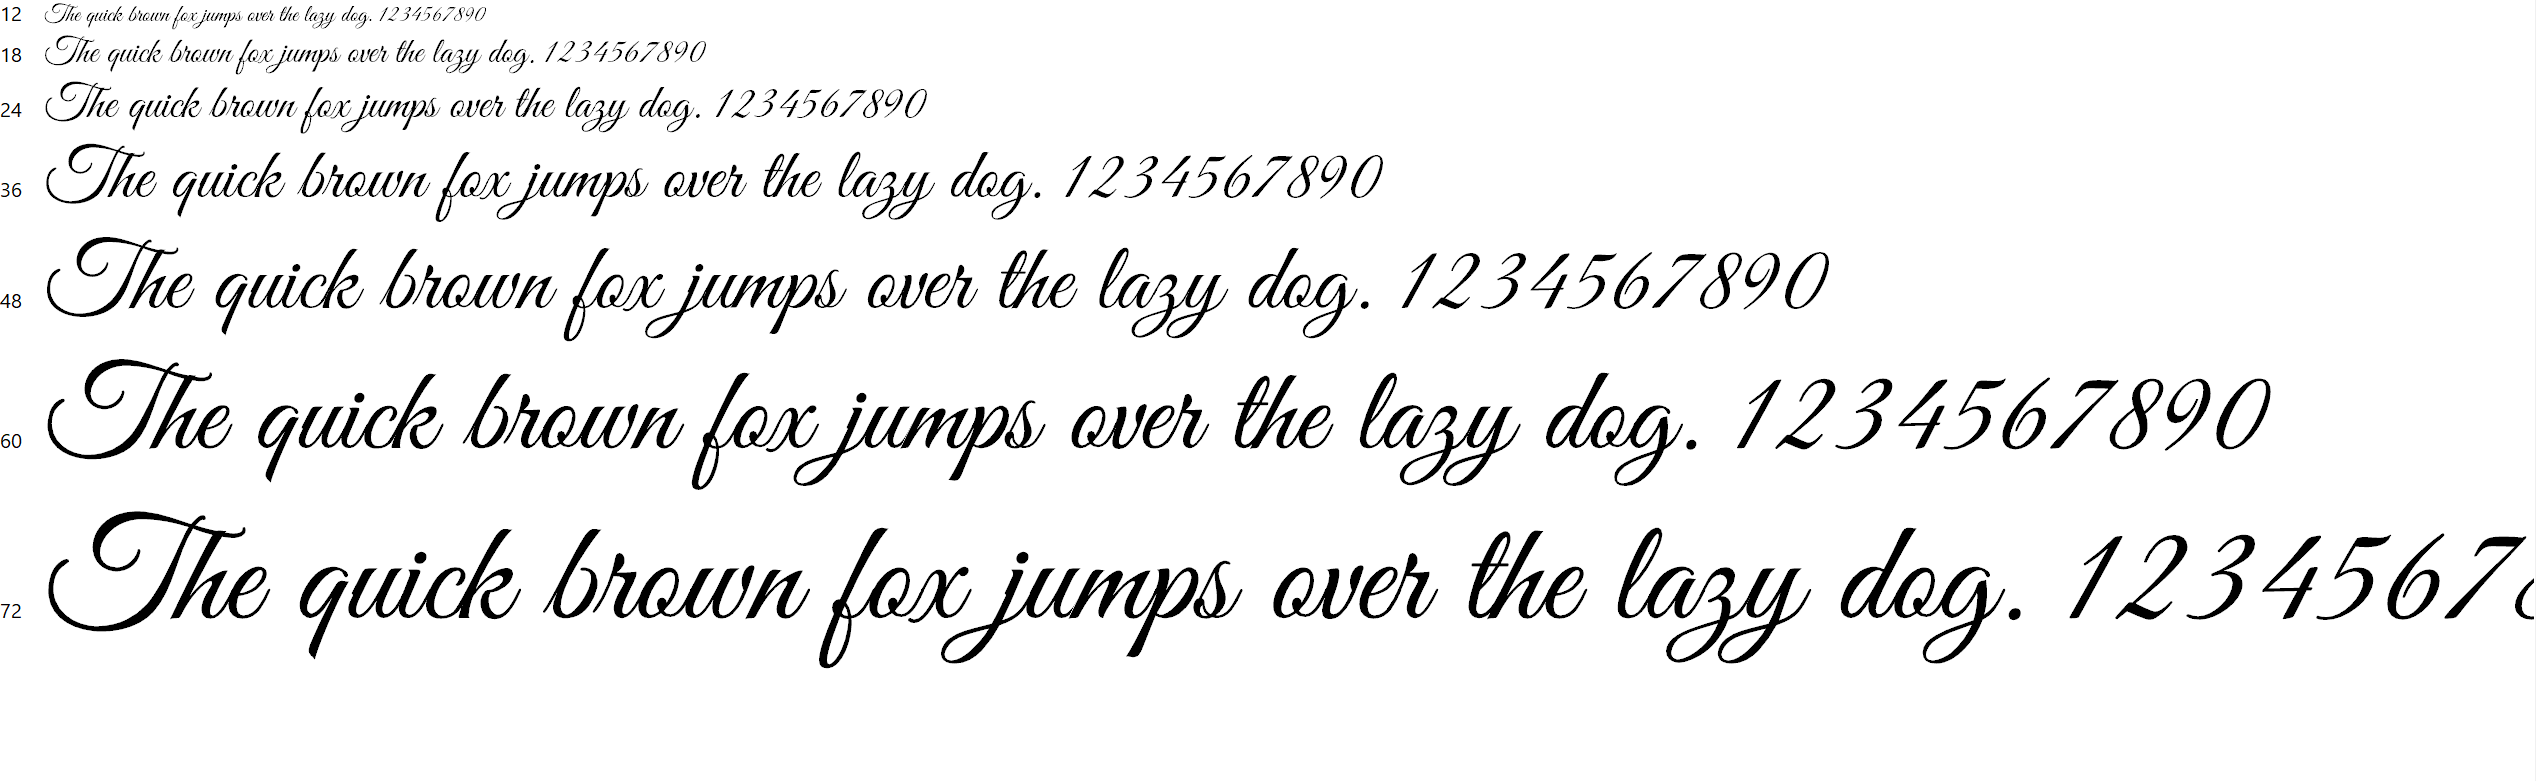 12 The quick brown fox jumps over the lazy dog. 1234567890
18 The quick brown fox jumps over the lazy dog. 1234567890
24 The quick brown fox jumps over the lazy dog. 1234567890
36 The quick brown fox jumps over the lazy dog. 1234567890
48 The quick brown fox jumps over the lazy dog. 1234567890
60 The quick brown fox jumps over the lazy dog. 1234567890
72 The quick brown fox jumps over the lazy dog. 1234567